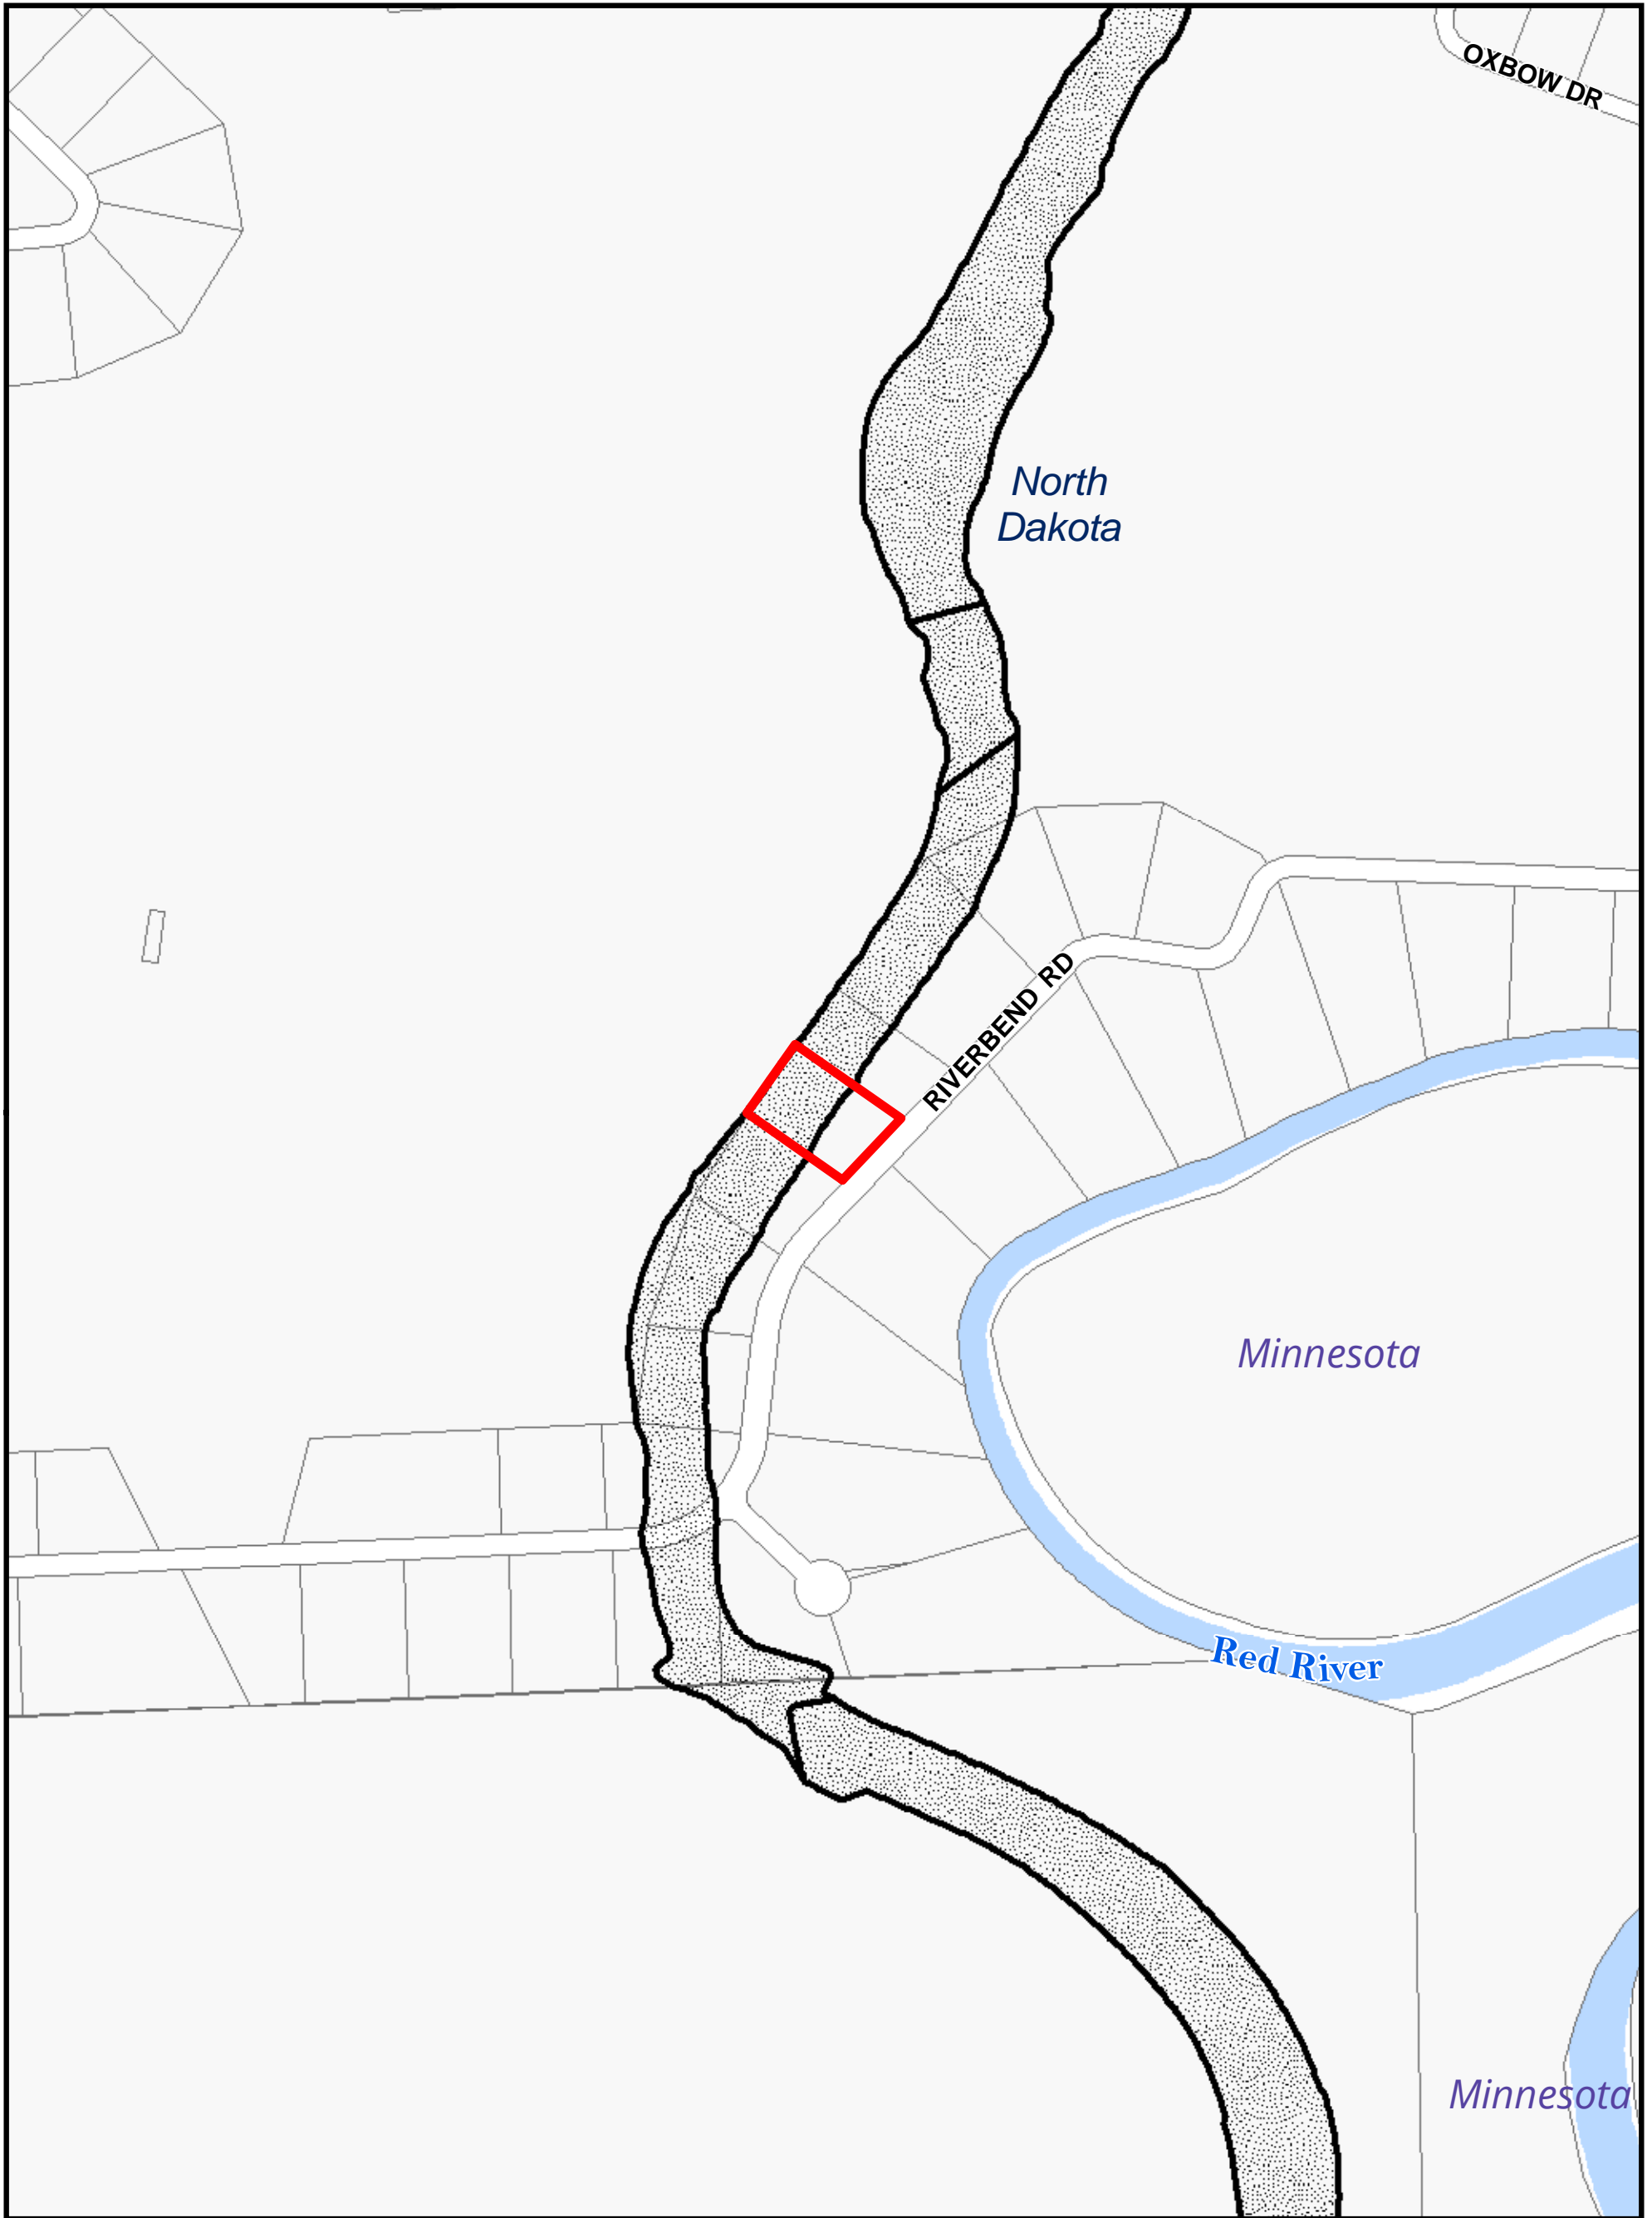 OXBOW DR
North
Dakota
RIVERBEND RD
Minnesota
Red River
Minnesota